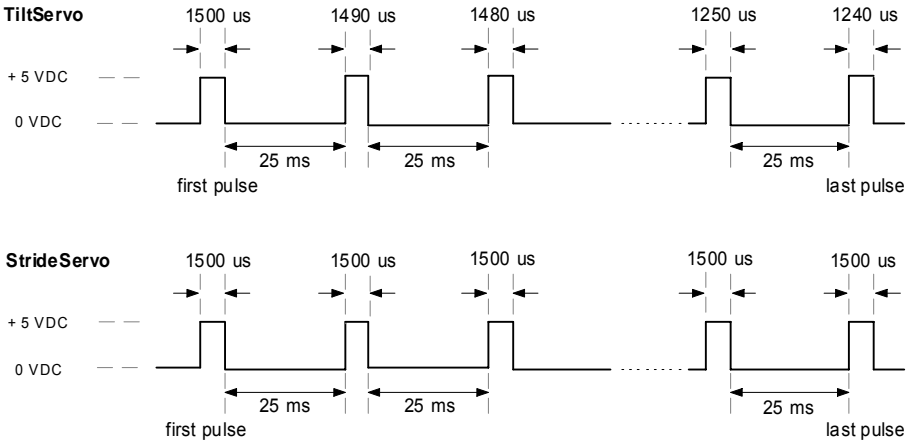 TiltServo 1500 us 1490 us 1480 us 1250 us 1240 us
+ 5 VDC
0 VDC
25 ms 25 ms 25 ms
first pulse last pulse
StrideServo 1500 us 1500 us 1500 us 1500 us 1500 us
+ 5 VDC
0 VDC
25 ms 25 ms 25 ms
first pulse last pulse